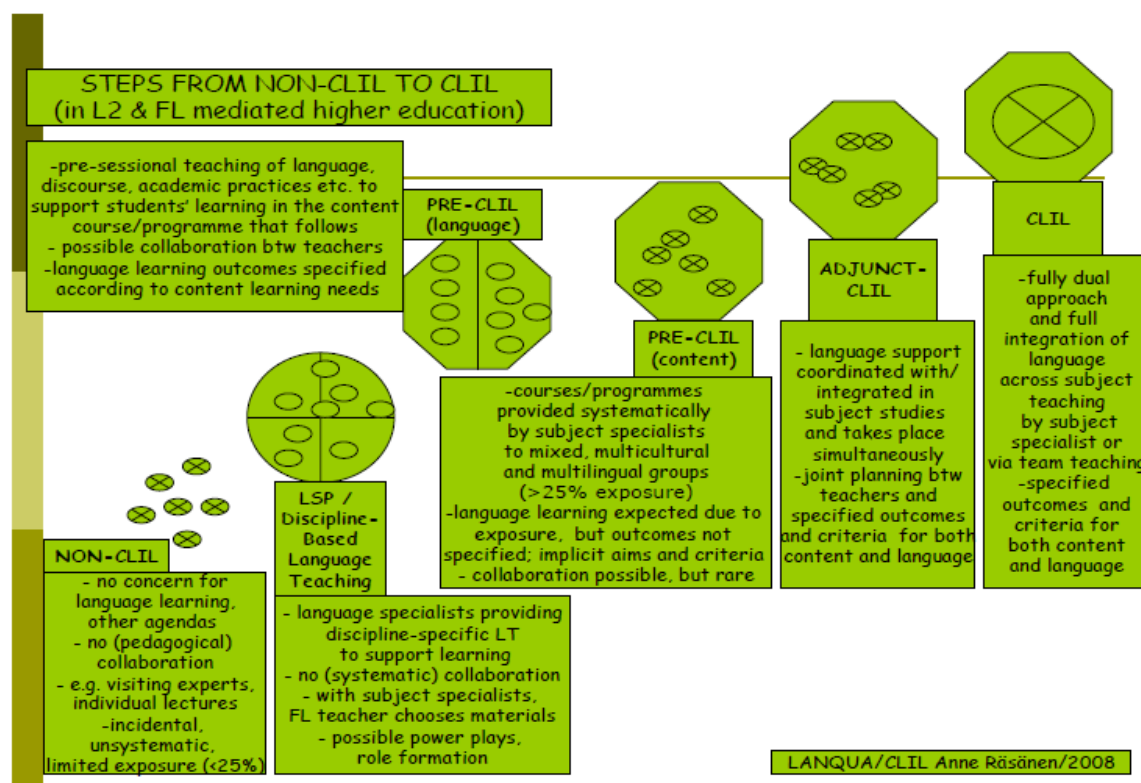 STEPS FROM NON-CLIL TO CLIL
(in L2 & FL mediated higher education)
-pre-sessional teaching of language,
discourse, academic practices etc. to
support students' learning in the content
course/programme that follows
- possible collaboration btw teachers
-language learning outcomes specified
according to content learning needs
PRE-CLIL
(language)
NON-CLIL
- no concern for
language learning,
other agendas
- no (pedagogical)
collaboration
- e.g. visiting experts,
individual lectures
-incidental,
unsystematic,
limited exposure (<25%)
LSP /
Discipline-
Based
Language
Teaching
- language specialists providing
discipline-specific LT
to support learning
- no (systematic) collaboration
- with subject specialists,
FL teacher chooses materials
- possible power plays,
role formation
PRE-CLIL
(content)
-courses/programmes
provided systematically
by subject specialists
to mixed, multicultural
and multilingual groups
(>25% exposure)
-language learning expected due to
exposure, but outcomes not
specified; implicit aims and criteria
- collaboration possible, but rare
ADJUNCT-
CLIL
- language support
coordinated with/
integrated in
subject studies
and takes place
simultaneously
-joint planning btw
teachers and
specified outcomes
and criteria for both
content and language
CLIL
-fully dual
approach
and full
integration of
language
across subject
teaching
by subject
specialist or
via team teaching
-specified
outcomes and
criteria for
both content
and language
LANQUA/CLIL Anne Räsänen/2008